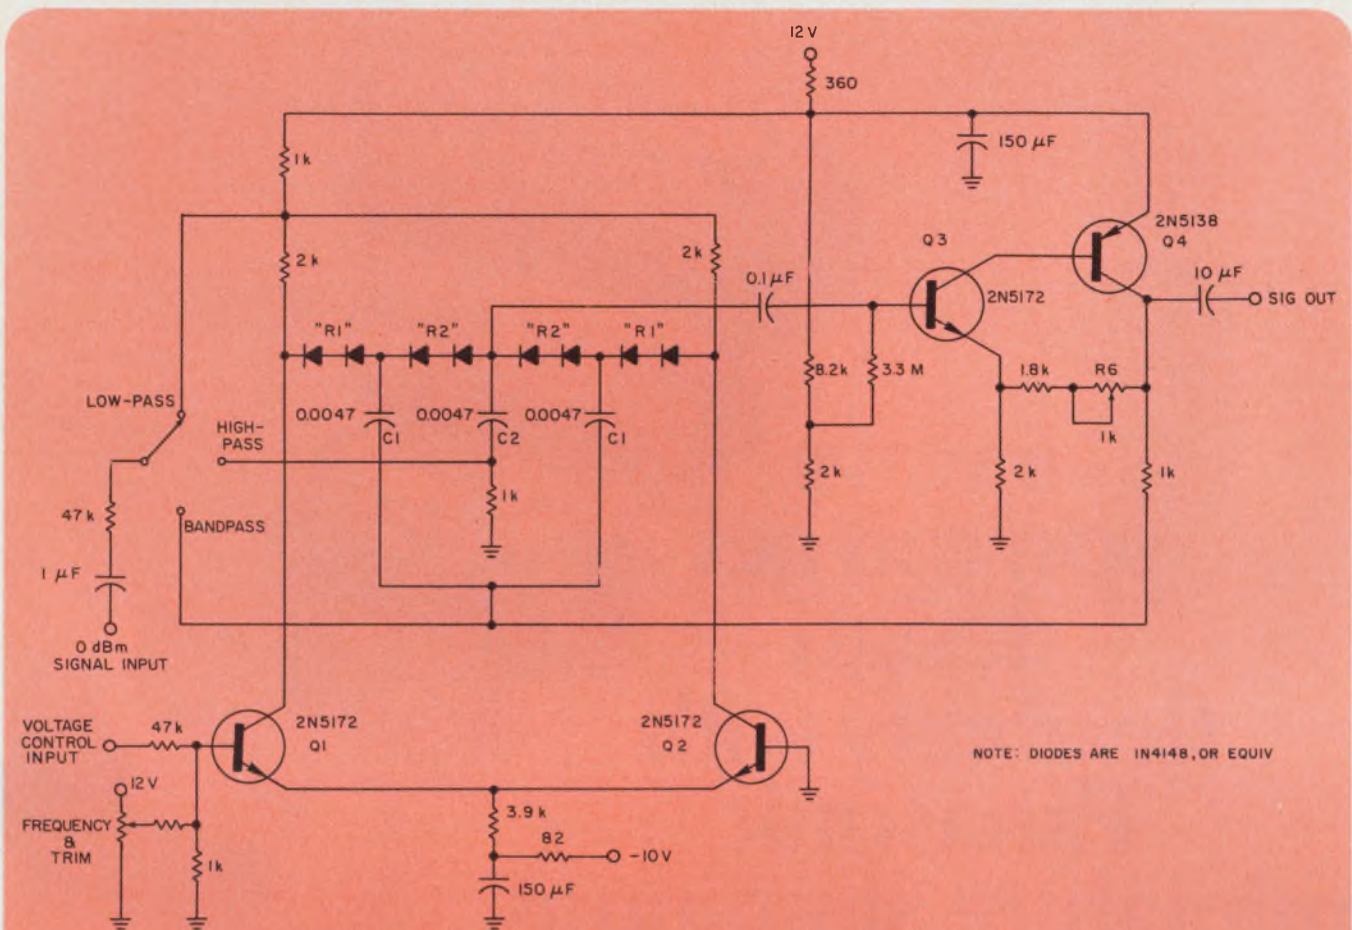 12 V
360
1k
150 µF
2N5138
Q4
Q3
2k
2k
0.1 µF
2N5172
10 µF
SIG OUT
"R1"
"R2"
"R2"
"R1"
8.2k
3.3 M
1.8k
R6
1k
LOW-PASS
HIGH-
PASS
0.0047
C1
0.0047
C2
0.0047
C1
47k
1k
2k
2k
1k
BANDPASS
1 µF
0 dBm
SIGNAL INPUT
VOLTAGE
CONTROL
INPUT
47k
2N5172
Q1
2N5172
Q2
NOTE: DIODES ARE 1N4148, OR EQUIV
12 V
FREQUENCY
&
TRIM
1k
3.9 k
82
-10V
150 µF